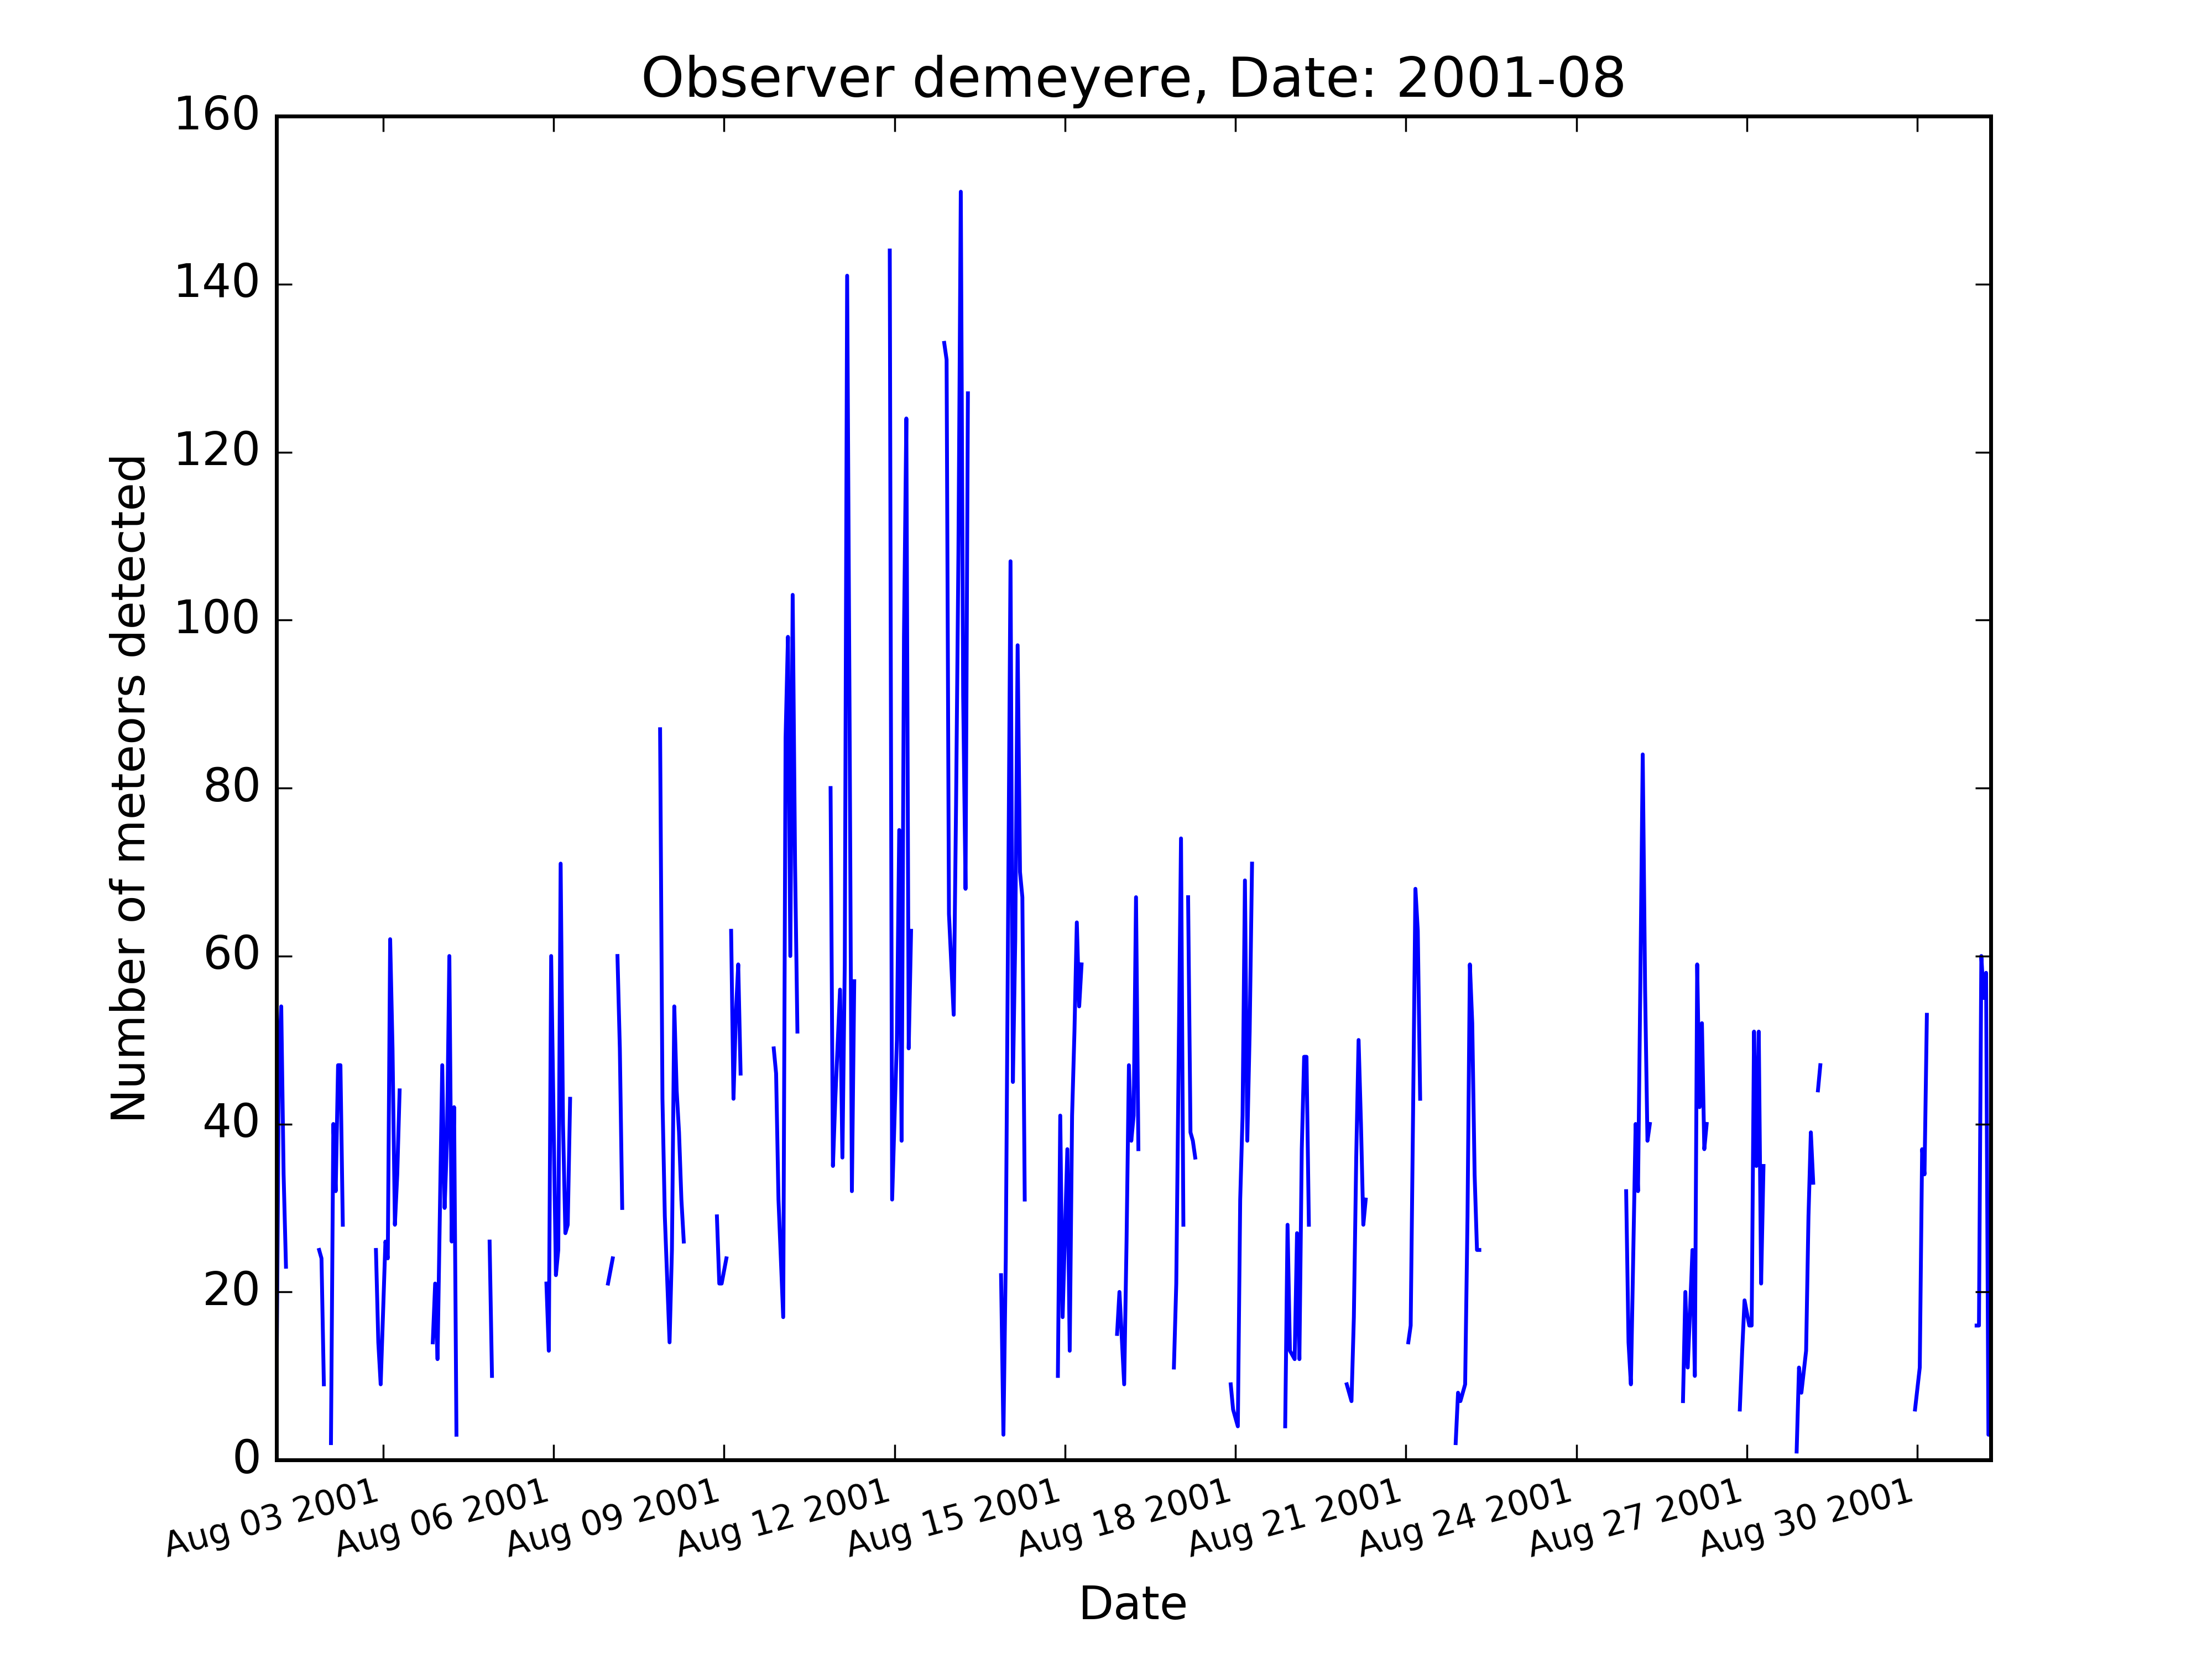 Observer demeyere, Date: 2001-08
160
140
120
100
80
60
40
20
0
Number of meteors detected
Aug 03 2001
Aug 06 2001
Aug 09 2001
Aug 12 2001
Aug 15 2001
Aug 18 2001
Aug 21 2001
Aug 24 2001
Aug 27 2001
Aug 30 2001
Date